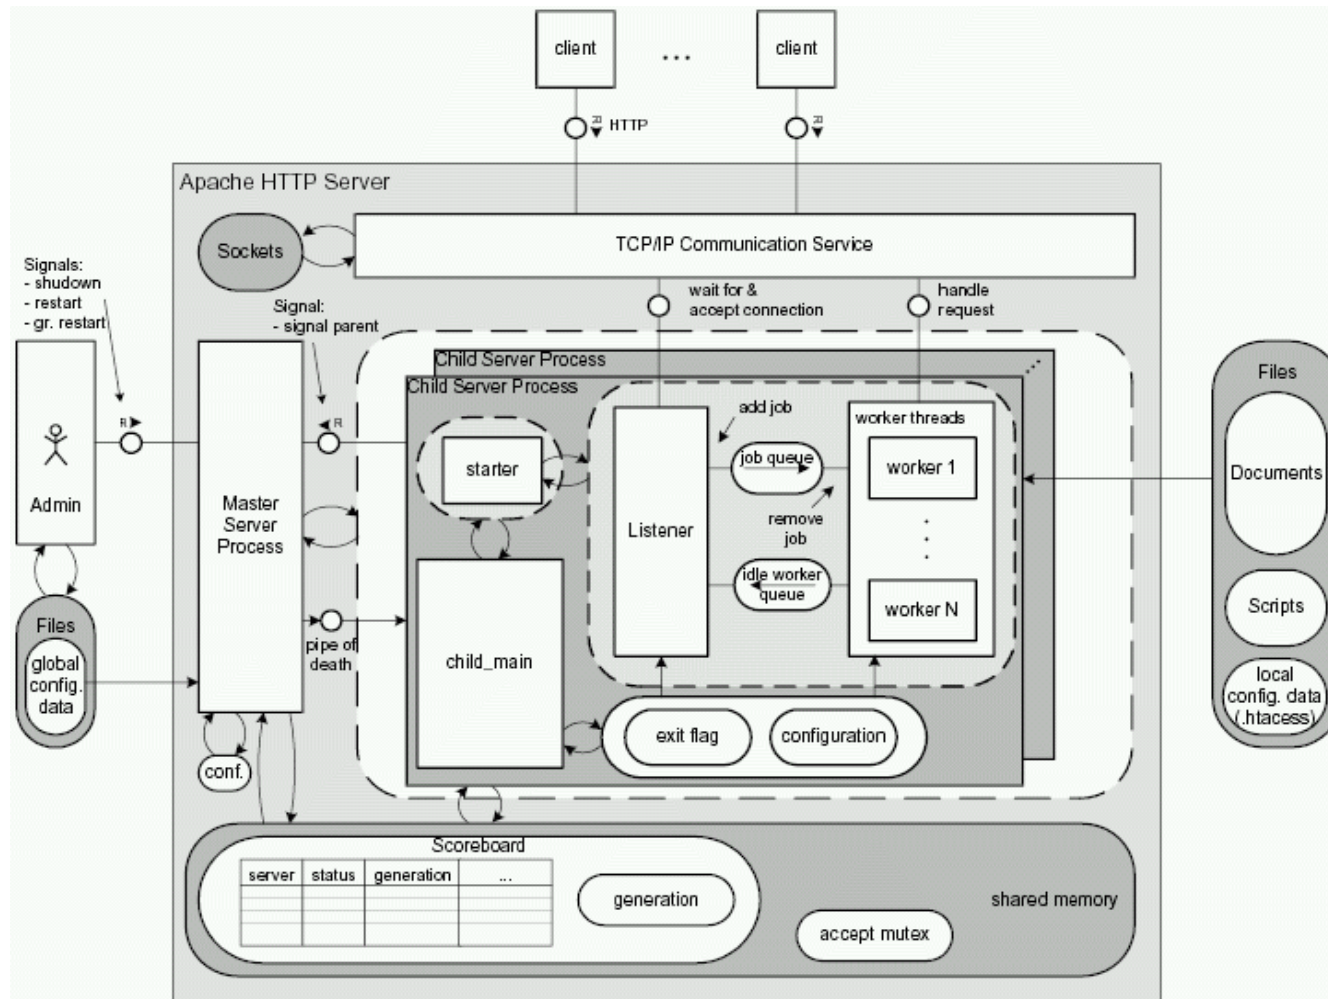 client
...
client
R
HTTP
R
Apache HTTP Server
Sockets
TCP/IP Communication Service
Signals:
- shudown
- restart
- gr. restart
Signal:
- signal parent
wait for &
accept connection
handle
request
Child Server Process
...
Child Server Process
Files
Documents
Scripts
local
config. data
(.htacess)
Admin
R
Master
Server
Process
R
starter
Listener
add job
job queue
remove
job
idle worker
queue
worker threads
worker 1
...
worker N
Files
global
config.
data
pipe of
death
child_main
exit flag
configuration
conf.
Scoreboard
server
status
generation
...
generation
shared memory
accept mutex